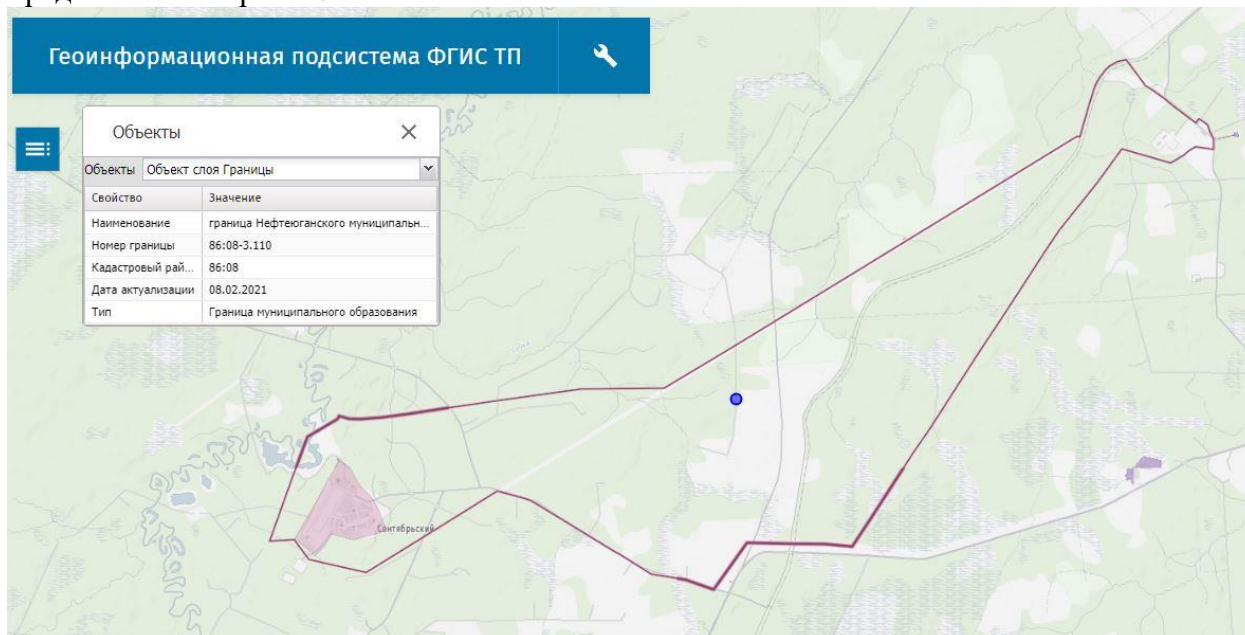 Геоинформационная подсистема ФГИС ТП
Объекты
Объекты Объект слоя Границы
Свойство Значение
Наименование граница Нефтеюганского муниципальн...
Номер границы 86:08-3.110
Кадастровый рай... 86:08
Дата актуализации 08.02.2021
Тип Граница муниципального образования
Сентябрьский